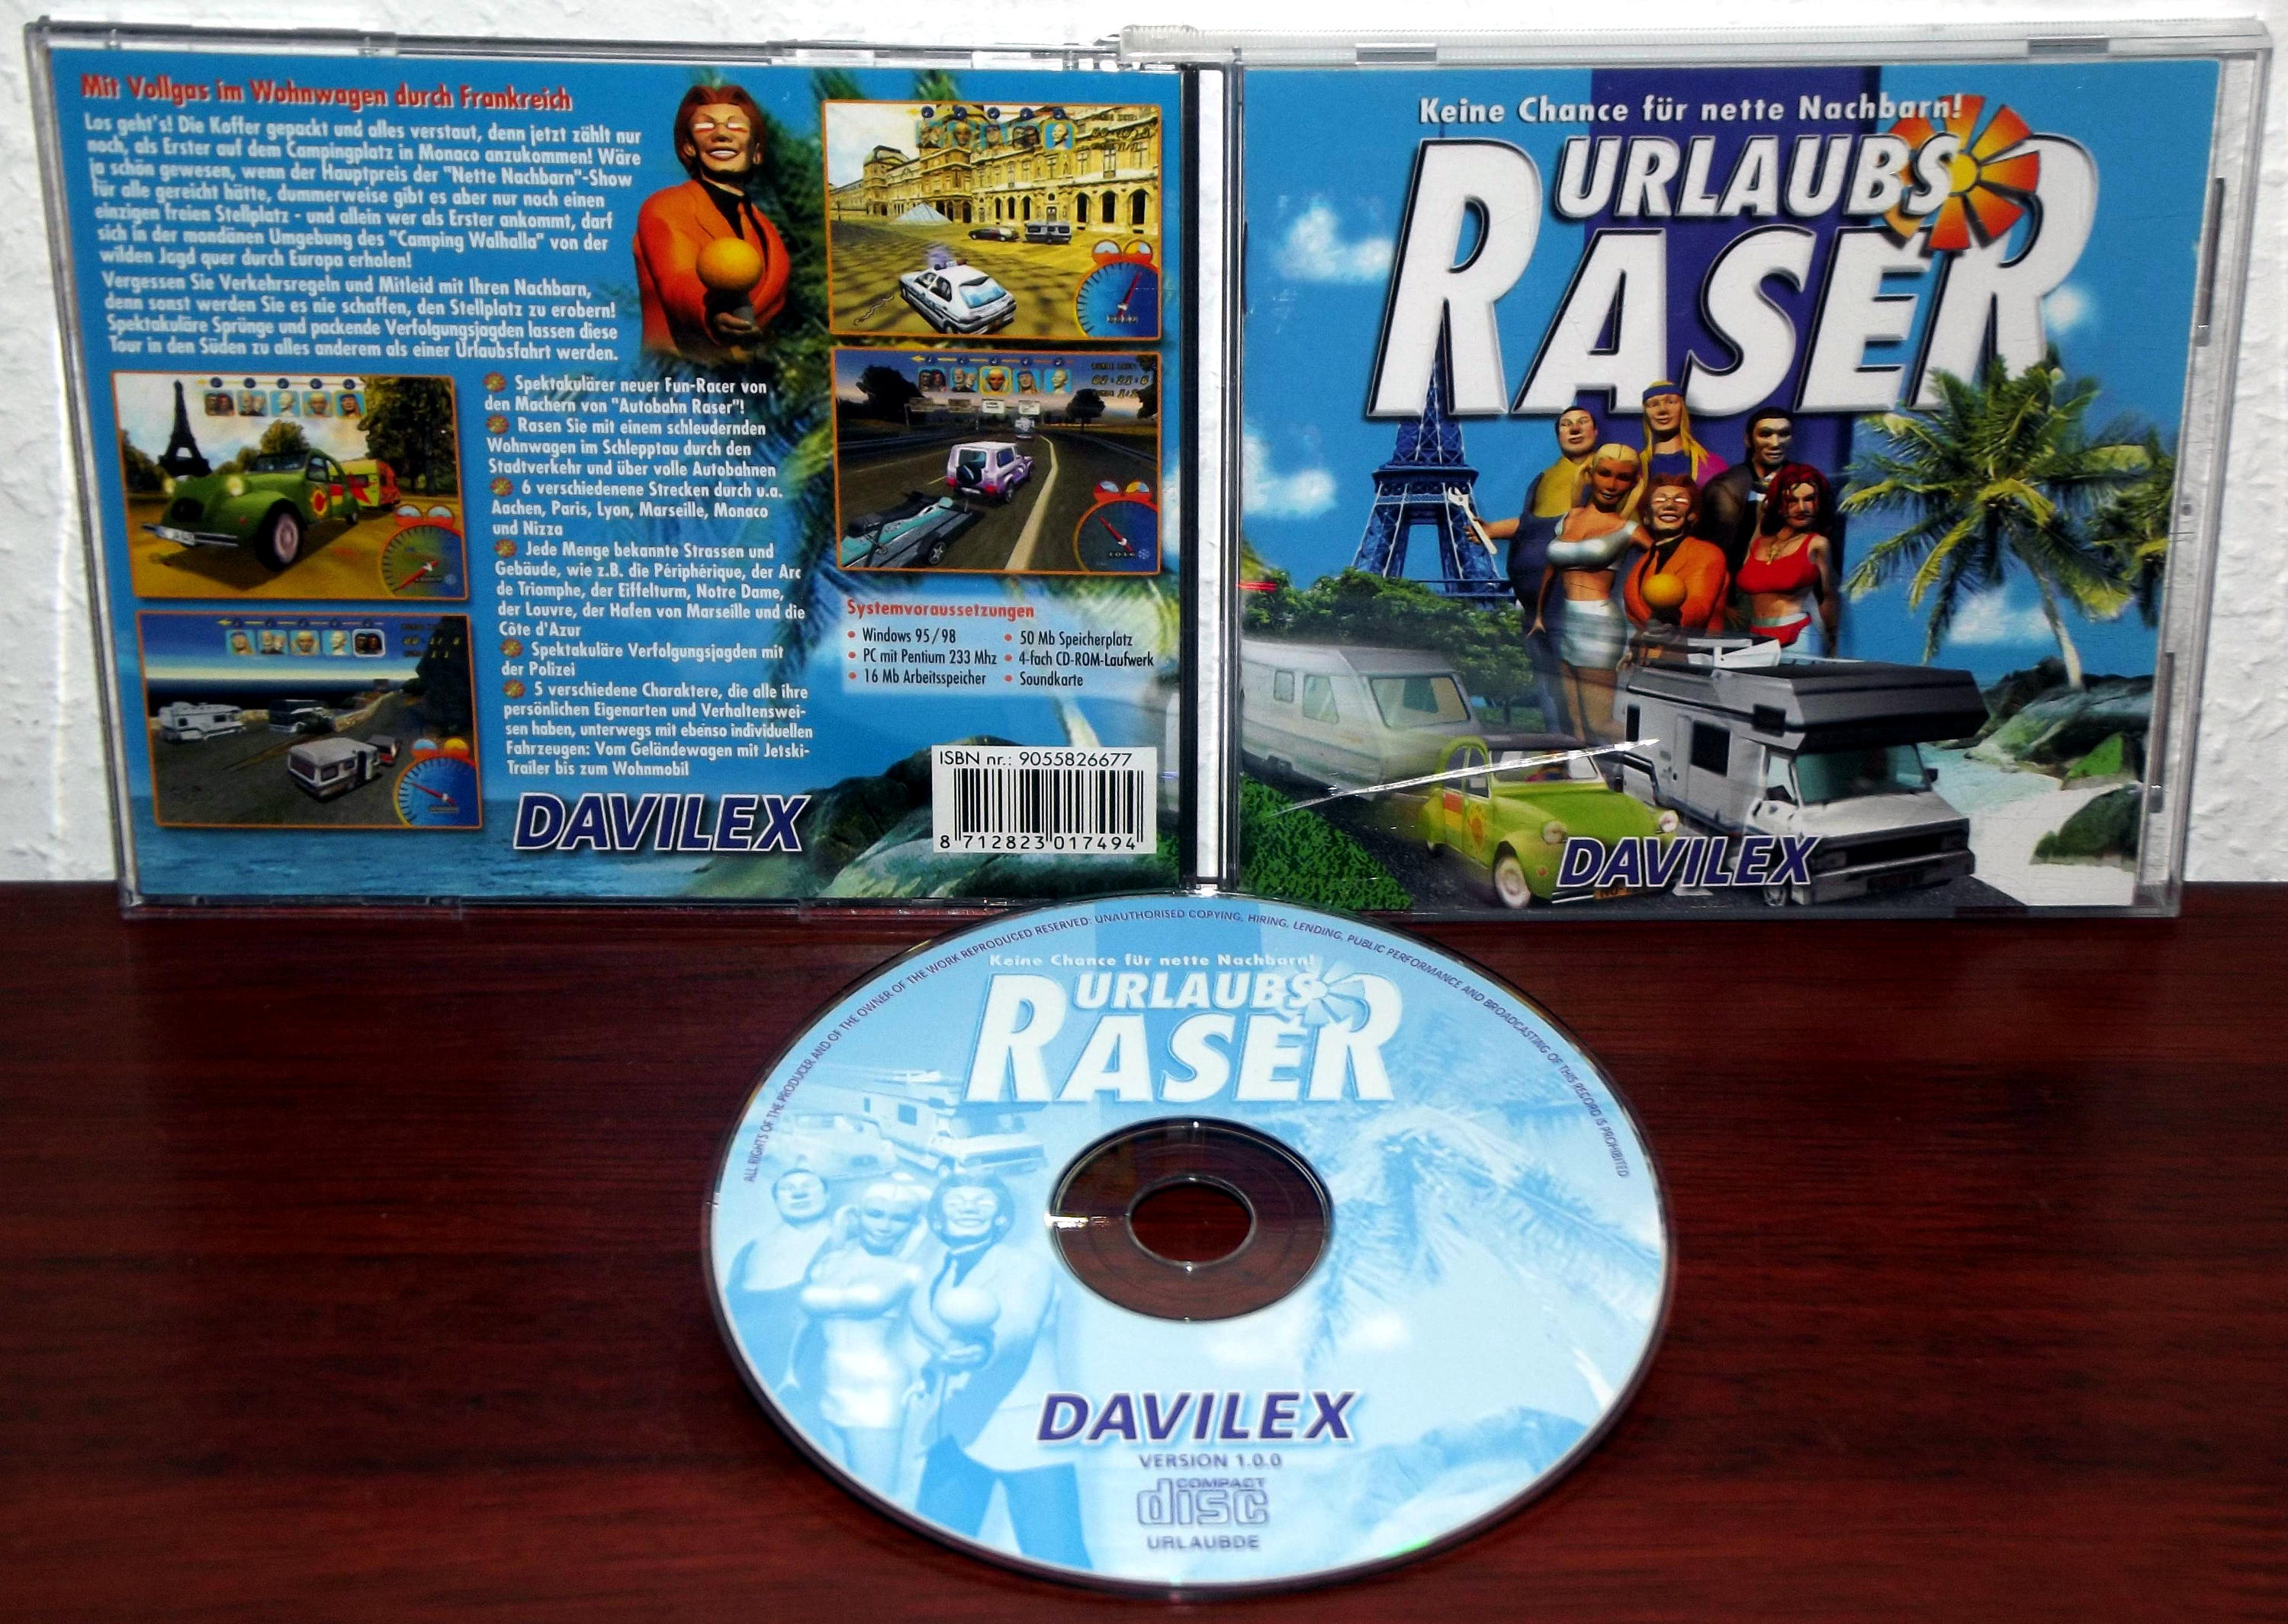 Mit Vollgas im Wohnwagen durch Frankreich
Los geht's! Die Koffer gepackt und alles verstaut, denn jetzt zählt nur
noch, als Erster auf dem Campingplatz in Monaco anzukommen! Wäre
ja schön gewesen, wenn der Hauptpreis der "Nette Nachbarn"-Show
für alle gereicht hätte, dummerweise gibt es aber nur noch einen
einzigen freien Stellplatz - und allein wer als Erster ankommt, darf
sich in der mondänen Umgebung des "Camping Walhalla" von der
wilden Jagd quer durch Europa erholen!
Vergessen Sie Verkehrsregeln und Mitleid mit Ihren Nachbarn,
denn sonst werden Sie es nie schaffen, den Stellplatz zu erobern!
Spektakuläre Sprünge und packende Verfolgungsjagden lassen diese
Tour in den Süden zu alles anderem als einer Urlaubsfahrt werden.
Spektakulärer neuer Fun-Racer von
den Machern von "Autobahn Raser"!
Rasen Sie mit einem schleudernden
Wohnwagen im Schlepptau durch den
Stadtverkehr und über volle Autobahnen
6 verschiedenene Strecken durch u.a.
Aachen, Paris, Lyon, Marseille, Monaco
und Nizza
Jede Menge bekannte Strassen und
Gebäude, wie z.B. die Périphérique, der Arc
de Triomphe, der Eiffelturm, Notre Dame,
der Louvre, der Hafen von Marseille und die
Côte d'Azur
Spektakuläre Verfolgungsjagden mit
der Polizei
5 verschiedene Charaktere, die alle ihre
persönlichen Eigenarten und Verhaltenswei-
sen haben, unterwegs mit ebenso individuellen
Fahrzeugen: Vom Geländewagen mit Jetski-
Trailer bis zum Wohnmobil
DAVILEX
Systemvoraussetzungen
• Windows 95/98
• PC mit Pentium 233 Mhz
• 16 Mb Arbeitsspeicher
• 50 Mb Speicherplatz
• 4-fach CD-ROM-Laufwerk
• Soundkarte
ISBN nr.: 9055826677
8 712823 017494
Keine Chance für nette Nachbarn!
URLAUBS
RASER
DAVILEX
ALL RIGHTS OF THE PRODUCER AND OF THE OWNER OF THE WORK REPRODUCED RESERVED: UNAUTHORISED COPYING, HIRING, LENDING, PUBLIC PERFORMANCE AND BROADCASTING OF THIS RECORD IS PROHIBITED
Keine Chance für nette Nachbarn!
URLAUBS
RASER
DAVILEX
VERSION 1.0.0
COMPACT
disc
URLAUBDE